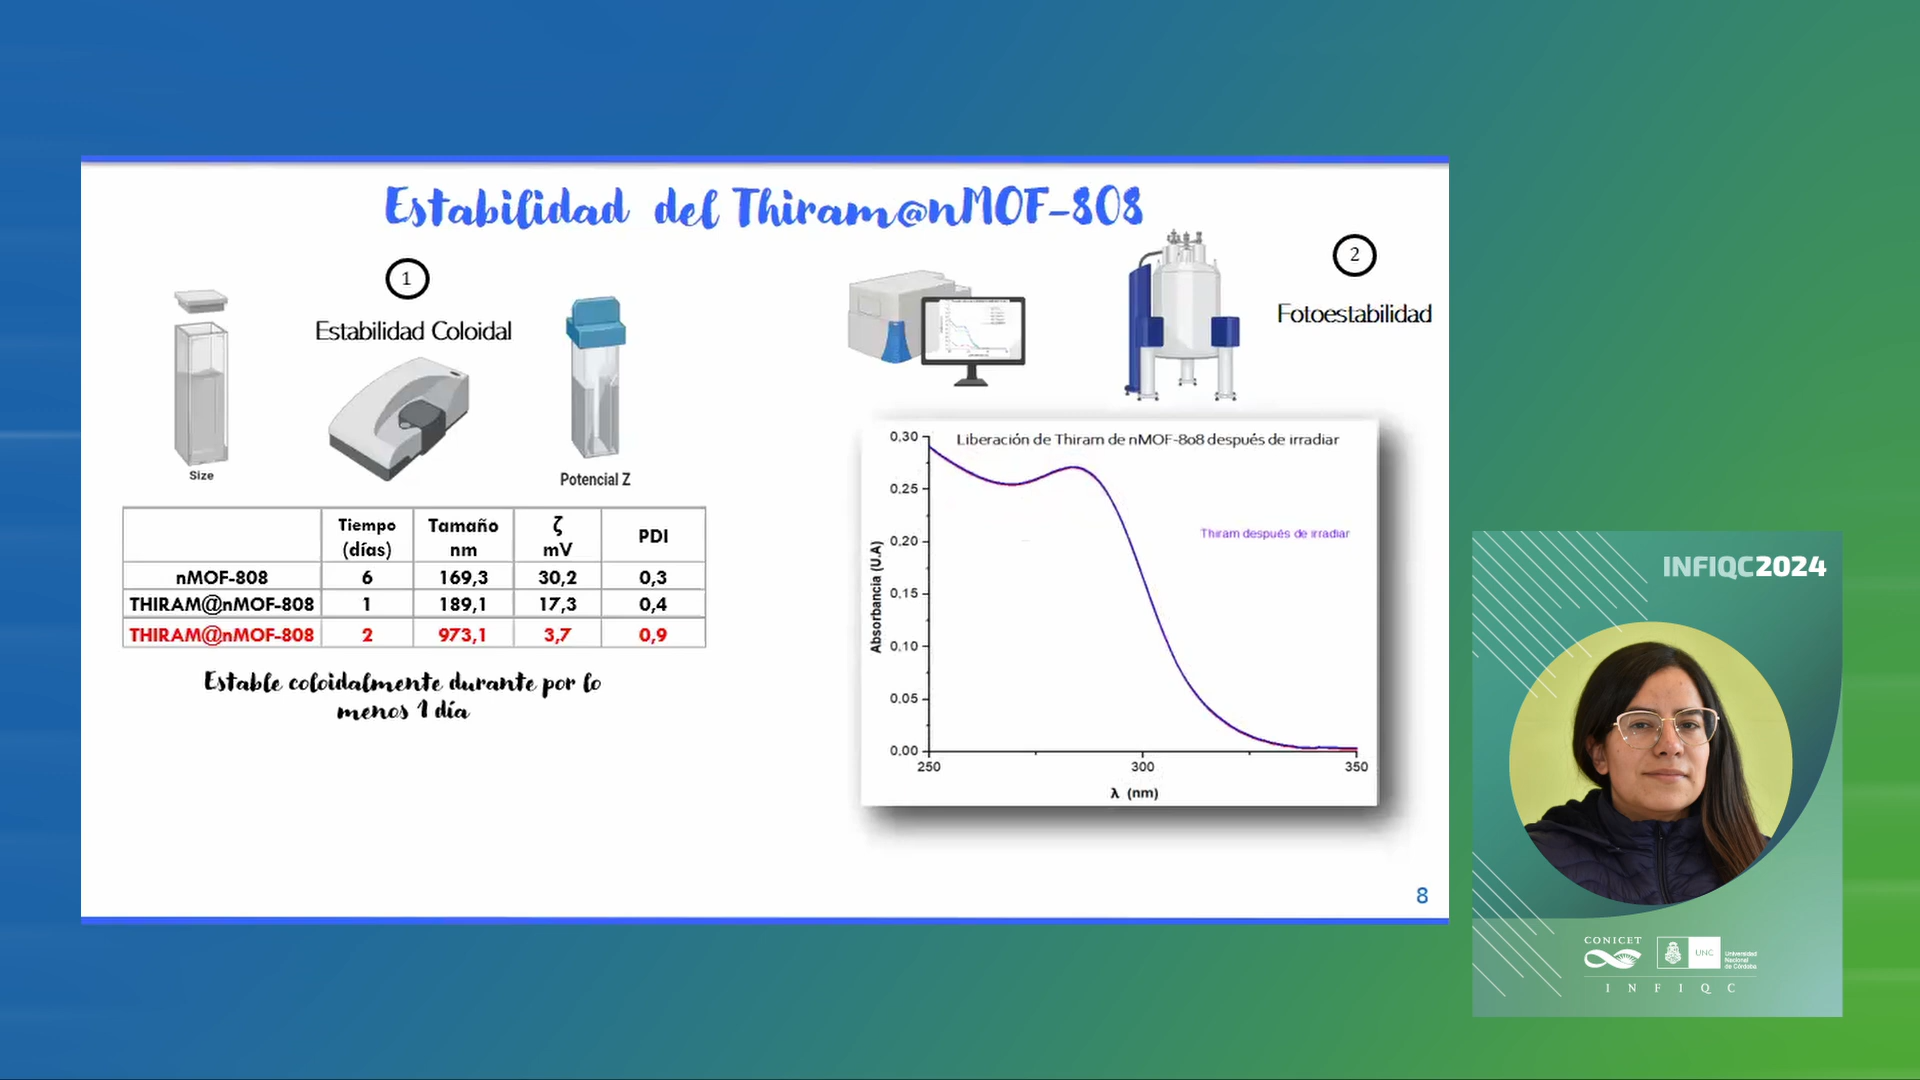 Estabilidad del Thiram@nMOF-808
1
Estabilidad Coloidal
Size
Potencial Z
Tiempo (días) Tamaño nm ζ mV PDI
nMOF-808 6 169,3 30,2 0,3
THIRAM@nMOF-808 1 189,1 17,3 0,4
THIRAM@nMOF-808 2 973,1 3,7 0,9
Estable coloidalmente durante por lo
menos 1 día
2
Fotoestabilidad
Liberación de Thiram de nMOF-808 después de irradiar
Thiram después de irradiar
Absorbancia (U.A)
0,30
0,25
0,20
0,15
0,10
0,05
0,00
250 300 350
λ (nm)
8
INFIQC2024
CONICET
UNC
Universidad
Nacional
de Córdoba
INFIQC